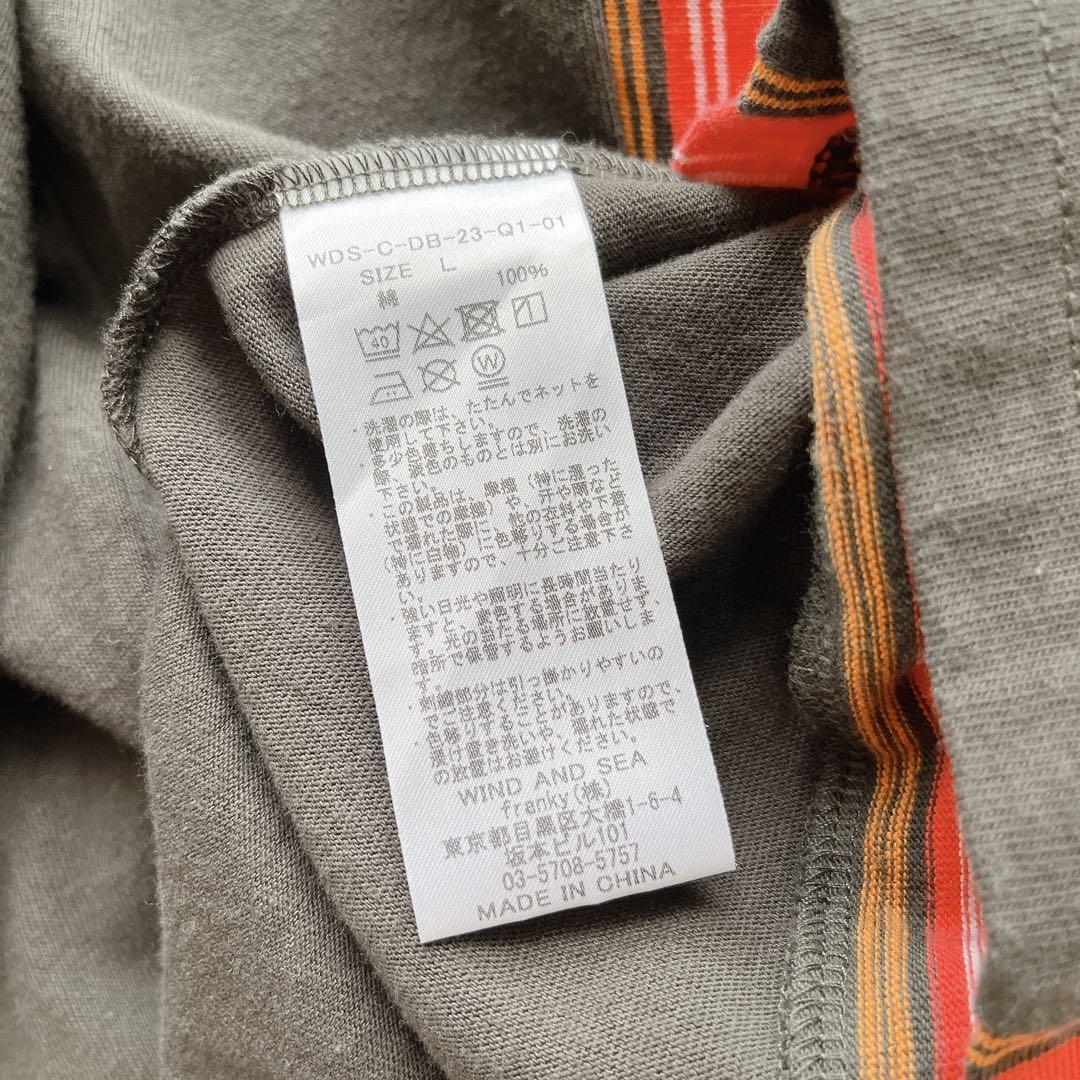 WDS-C-DB-23-Q1-01
SIZE L
綿 100%
40
W
・洗濯の際は、たたんでネットを
使用して下さい。
・多少色落ちしますので、洗濯の
際、淡色のものとは別にお洗い
下さい。
・この製品は、摩擦(特に湿った
状態での摩擦)や、汗や雨など
で濡れた時に、他の衣料や下着
(特に白物)に色移りする場合が
ありますので、十分ご注意下さ
い。
・強い日光や照明に長時間当たり
ますと、黄色する場合があります
す。光の当たる場所に放置せず、
暗所で保管するようお願いしま
す。
・刺繍部分は引っ掛かりやすいの
でご注意ください。
・色移りすることがありますので、
漬け置き洗いや、濡れた状態で
の放置はお避けください。
WIND AND SEA
franky(株)
東京都目黒区大橋1-6-4
坂本ビル101
03-5708-5757
MADE IN CHINA